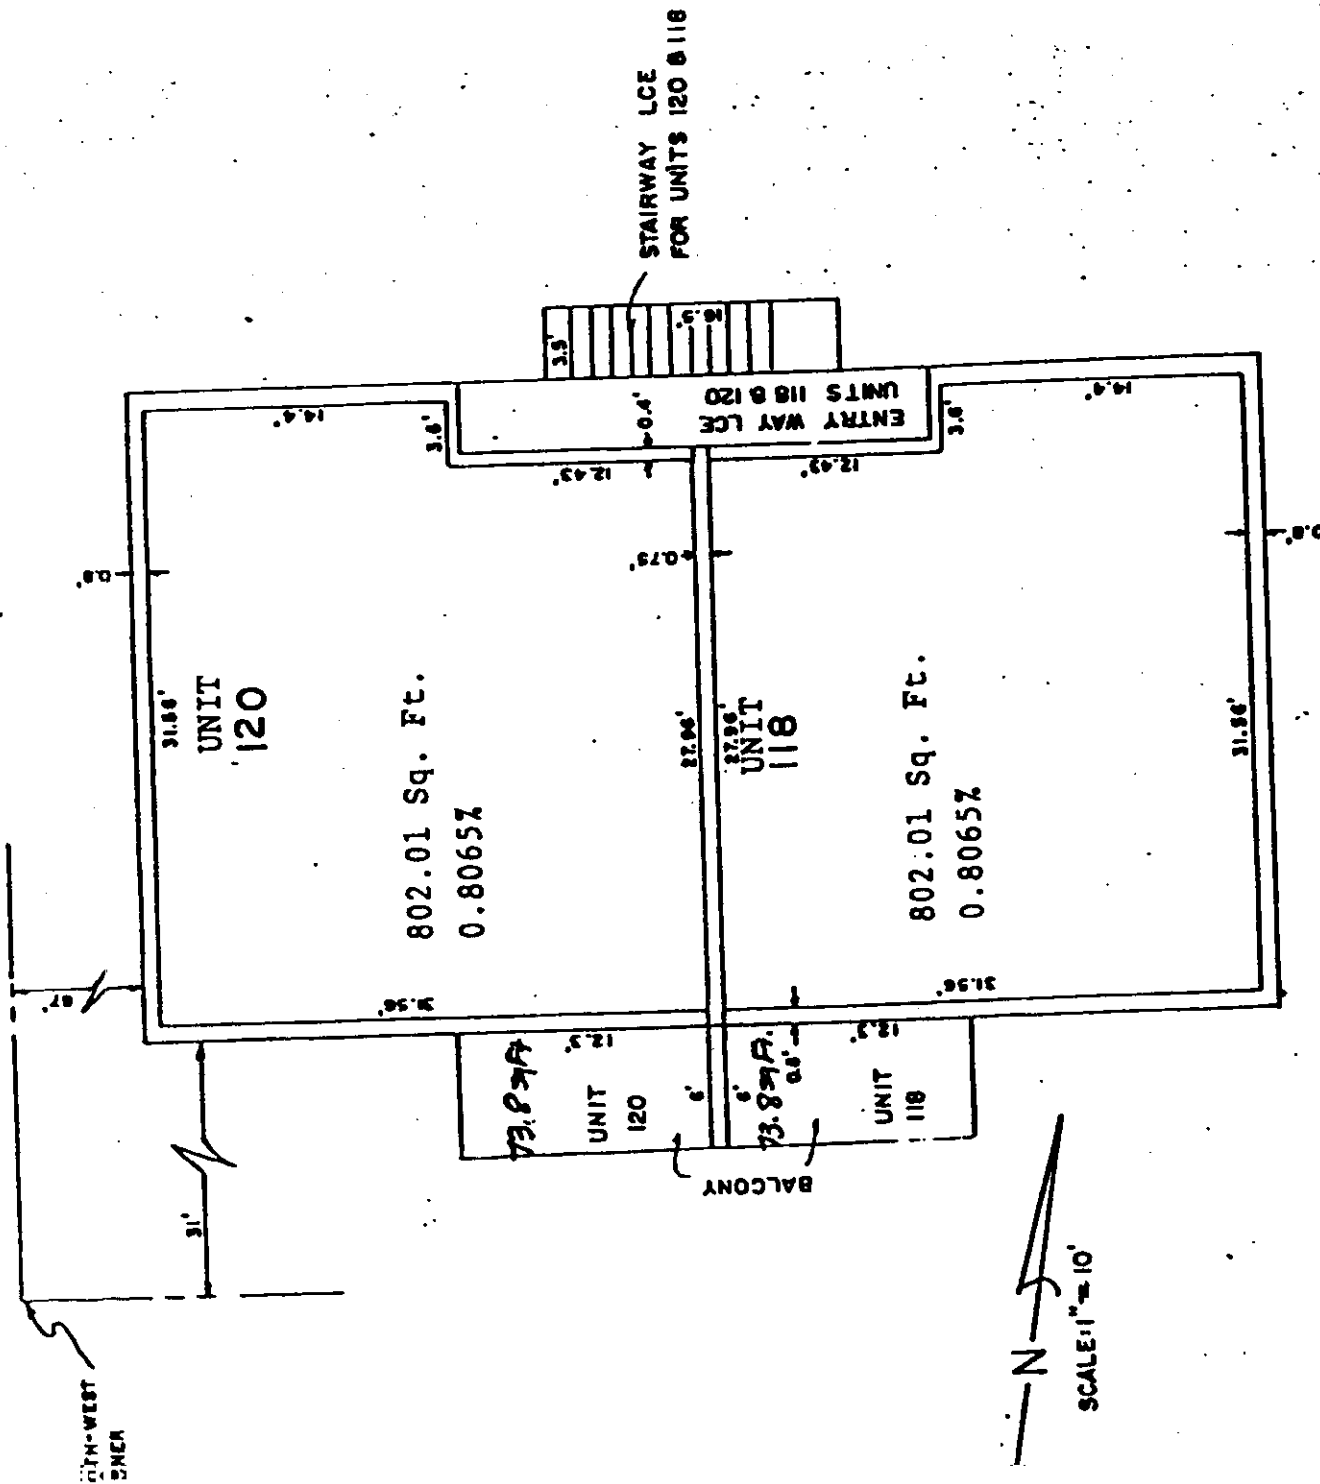 STAIRWAY LCE
FOR UNITS 120 & 118
3.5'
16.5'
ENTRY WAY LCE
UNITS 118 & 120
14.4'
3.6'
0.4'
12.43'
12.43'
3.6'
14.4'
0.8'
0.75'
0.8'
31.56'
UNIT
120
802.01 Sq. Ft.
0.8065%
27.96'
27.96'
UNIT
118
802.01 Sq. Ft.
0.8065%
31.56'
67'
31.56'
31.56'
12.3'
73.8 sq ft
UNIT
120
6'
6'
73.8 sq ft.
0.8'
12.3'
UNIT
118
BALCONY
31'
N
SCALE: 1" = 10'
-WEST